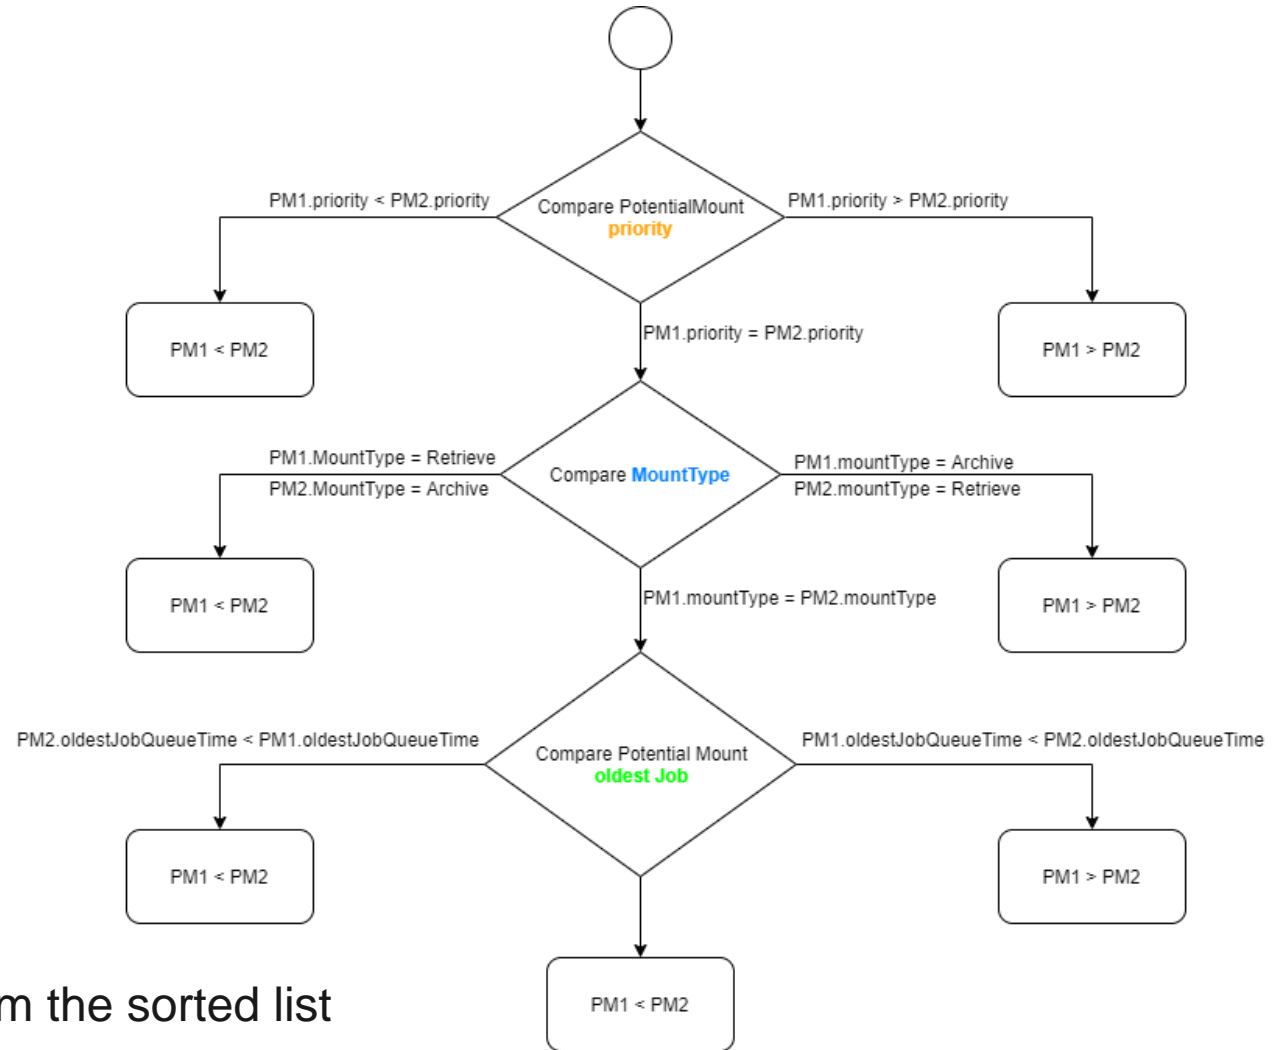 PM1.priority < PM2.priority
Compare PotentialMount
priority
PM1.priority > PM2.priority
PM1 < PM2
PM1.priority = PM2.priority
PM1 > PM2
PM1.MountType = Retrieve
PM2.MountType = Archive
Compare MountType
PM1.mountType = Archive
PM2.mountType = Retrieve
PM1 < PM2
PM1.mountType = PM2.mountType
PM1 > PM2
PM2.oldestJobQueueTime < PM1.oldestJobQueueTime
Compare Potential Mount
oldest Job
PM1.oldestJobQueueTime < PM2.oldestJobQueueTime
PM1 < PM2
PM1 > PM2
PM1 < PM2
m the sorted list